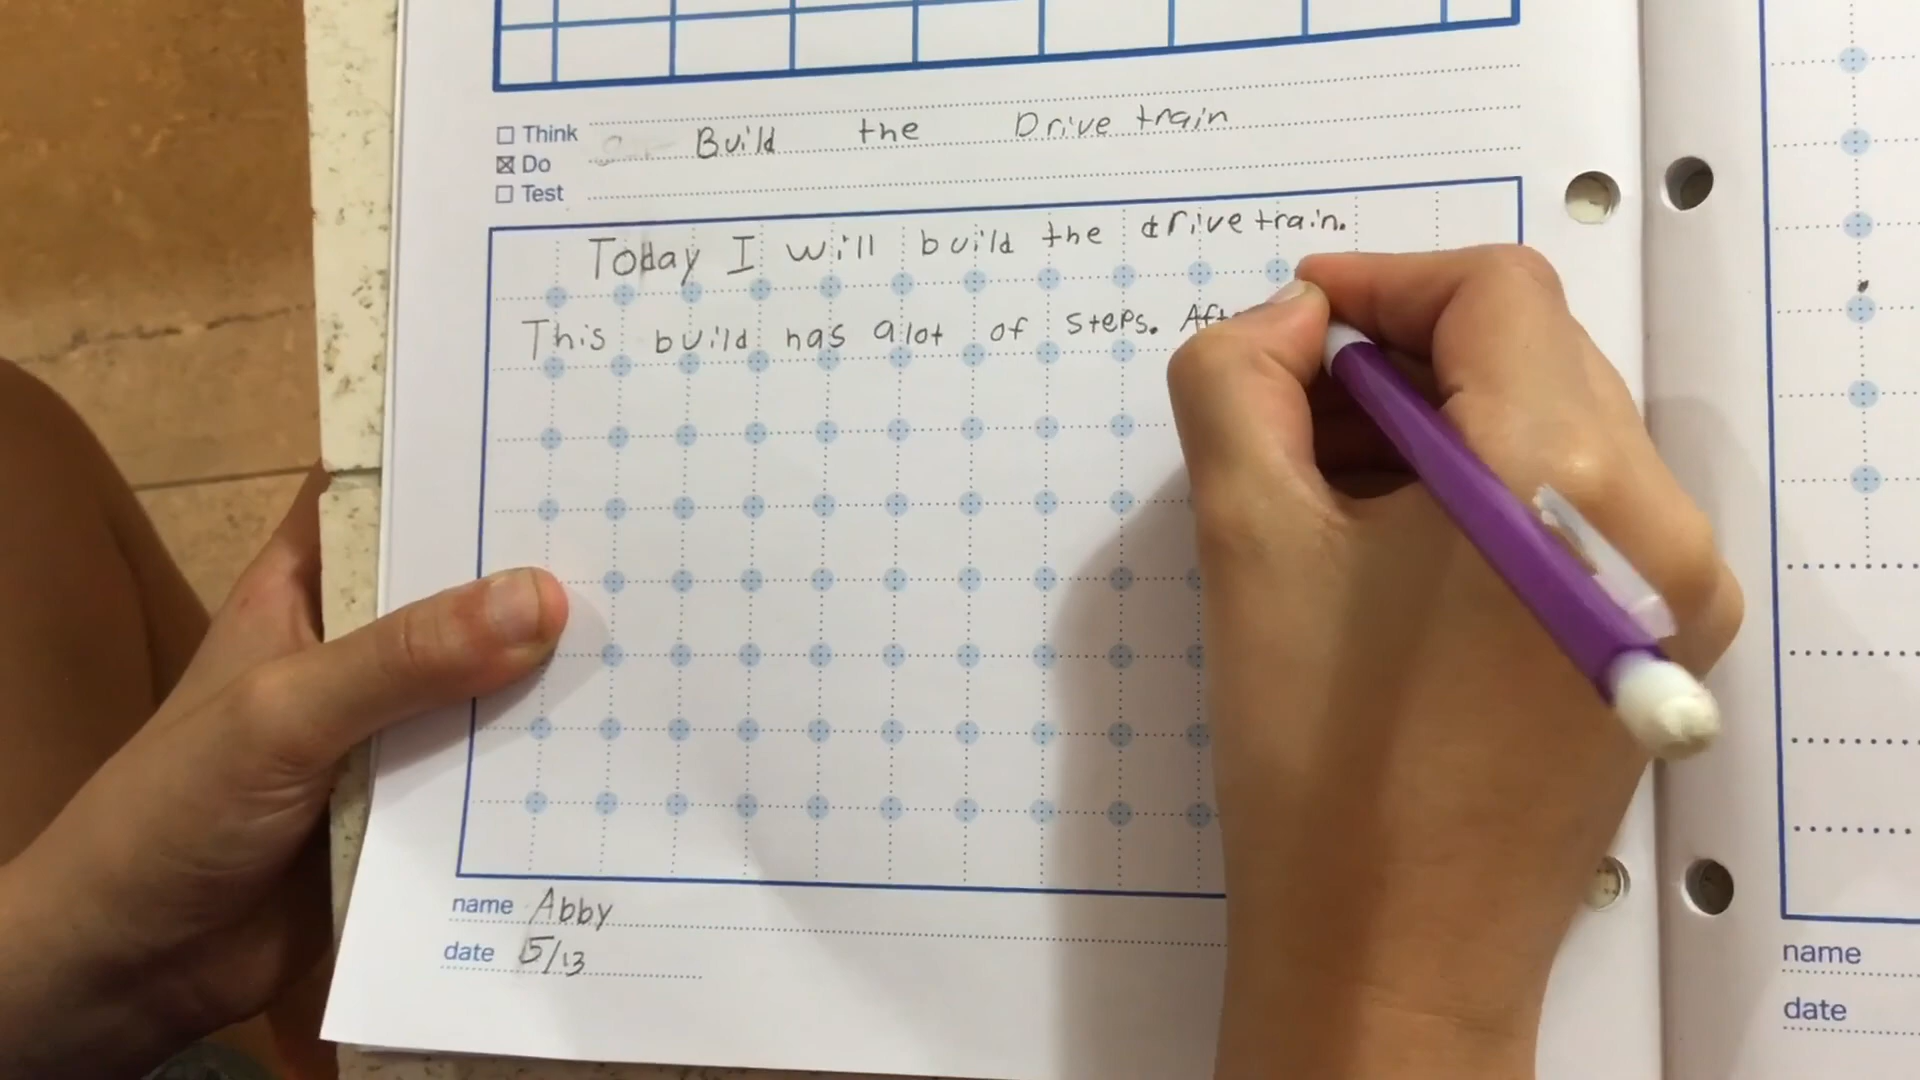 Think
Build the Drive train
Do
Test
Today I will build the drive train.
This build has alot of steps.
name Abby
date 5/13
name
date